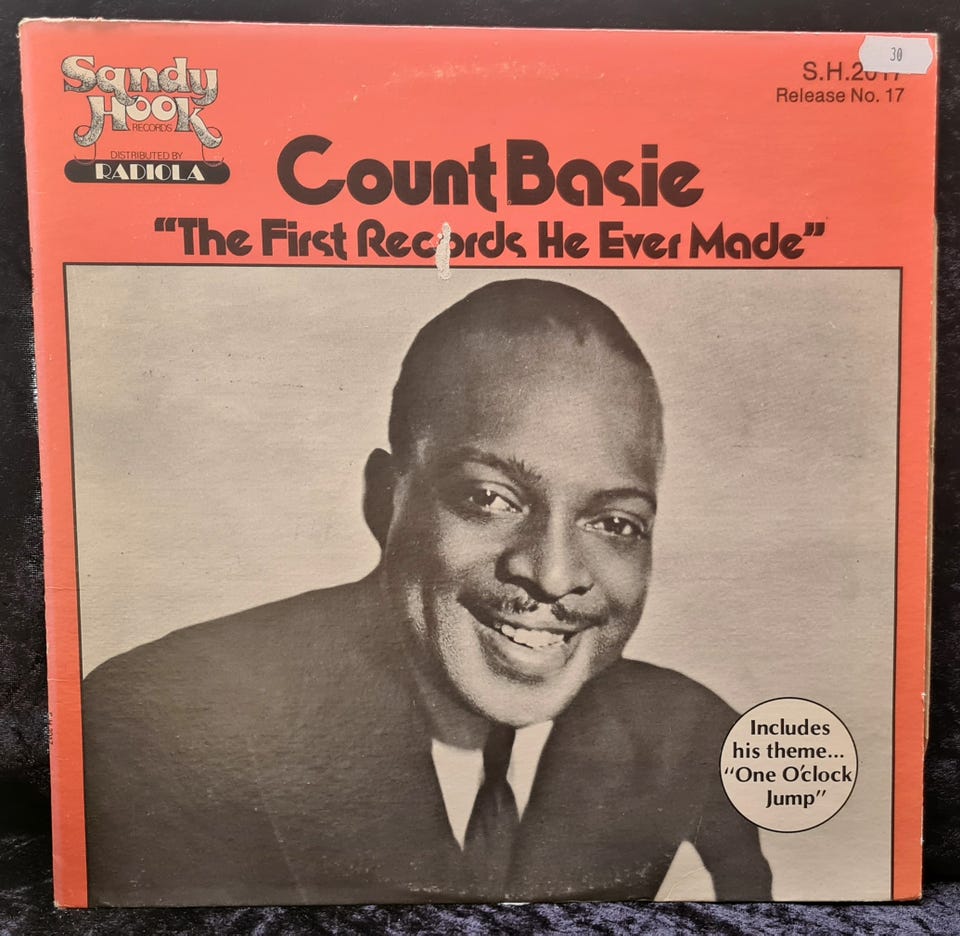 Sandy
Hook
RECORDS
DISTRIBUTED BY
RADIOLA
30
S.H.2017
Release No. 17
Count Basie
“The First Records He Ever Made”
Includes
his theme...
“One O'clock
Jump”